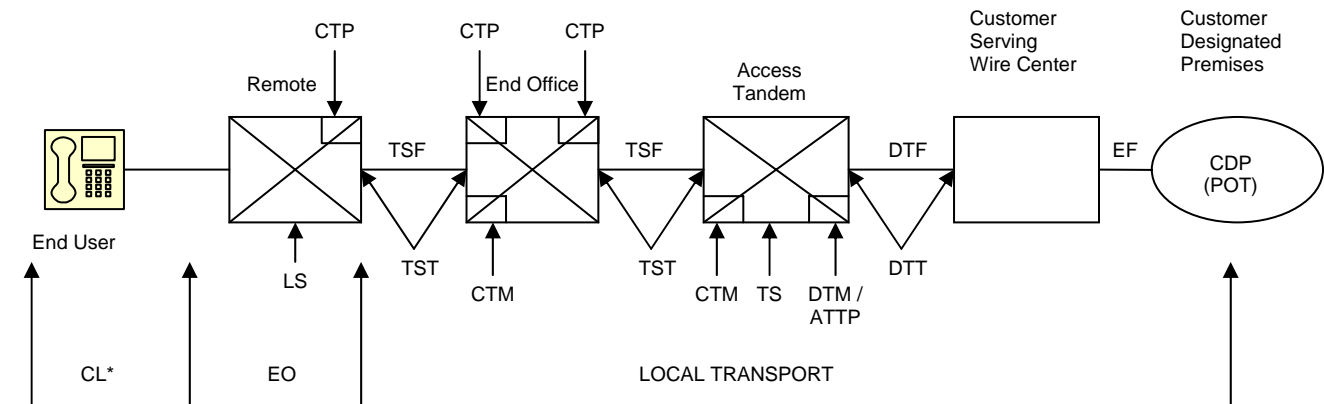 Customer
Serving
Wire Center
Customer
Designated
Premises
CTP
CTP
CTP
Remote
End Office
Access
Tandem
TSF
TSF
DTF
EF
CDP
(POT)
End User
LS
TST
CTM
TST
CTM
TS
DTM /
ATTP
DTT
CL*
EO
LOCAL TRANSPORT